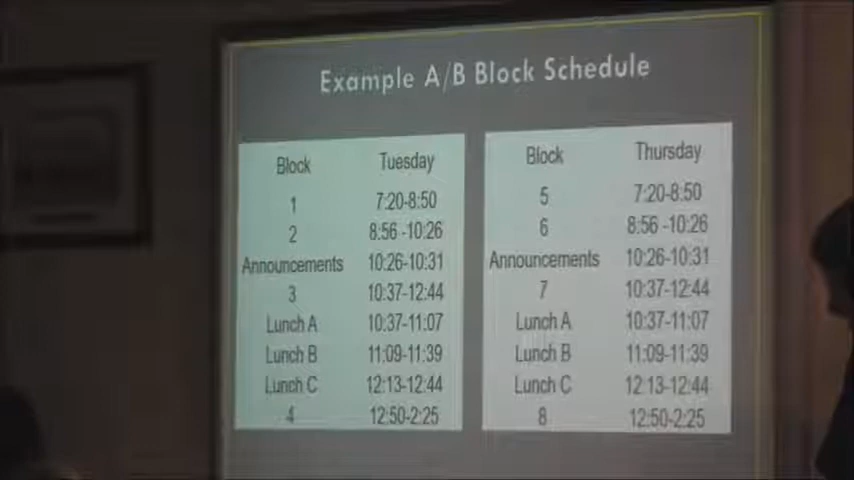 Example A/B Block Schedule
Block Tuesday
1 7:20-8:50
2 8:56 -10:26
Announcements 10:26-10:31
3 10:37-12:44
Lunch A 10:37-11:07
Lunch B 11:09-11:39
Lunch C 12:13-12:44
4 12:50-2:25
Block Thursday
5 7:20-8:50
6 8:56 -10:26
Announcements 10:26-10:31
7 10:37-12:44
Lunch A 10:37-11:07
Lunch B 11:09-11:39
Lunch C 12:13-12:44
8 12:50-2:25